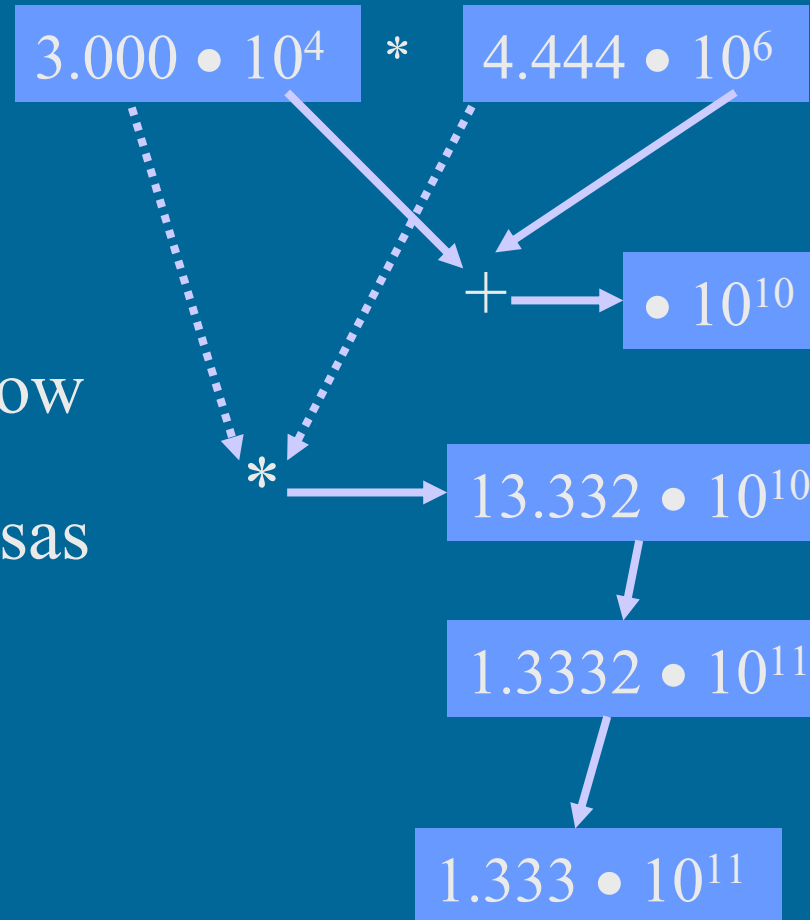 3.000 • 10⁴ * 4.444 • 10⁶
+ • 10¹⁰
ow
* 13.332 • 10¹⁰
sas
1.3332 • 10¹¹
1.333 • 10¹¹